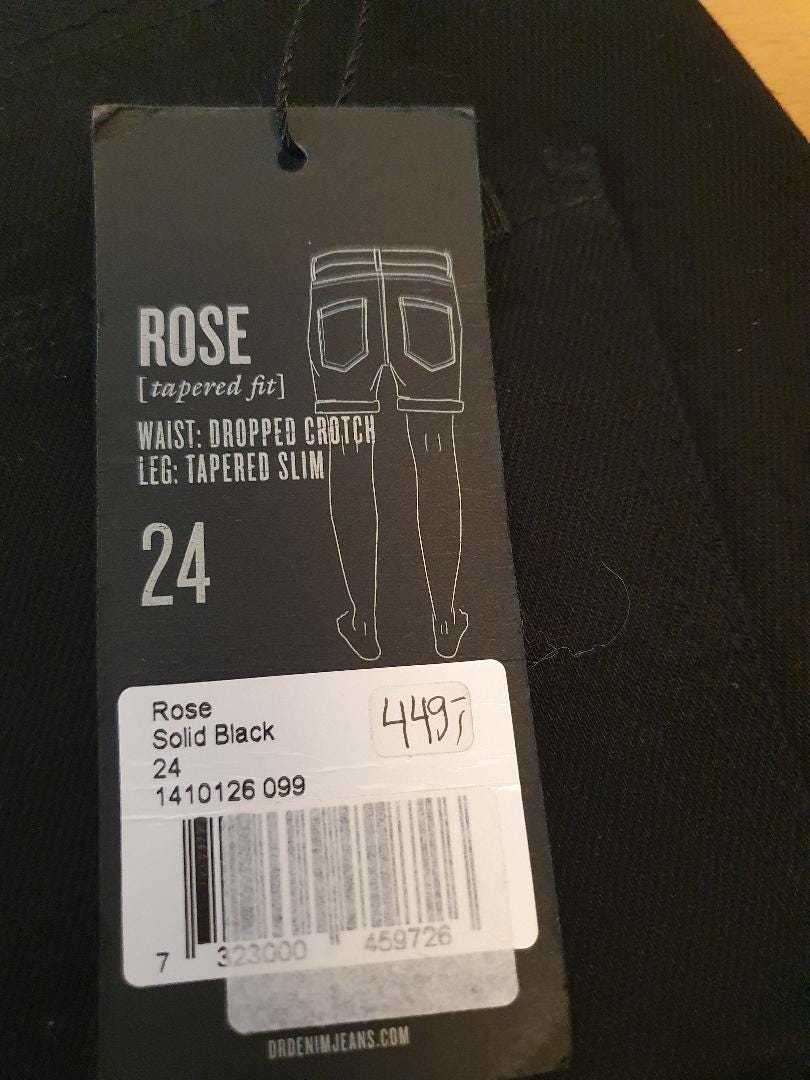 ROSE
[tapered fit]
WAIST: DROPPED CROTCH
LEG: TAPERED SLIM
24
Rose
449,-
Solid Black
24
1410126 099
7 323000 459726
DRDENIMJEANS.COM